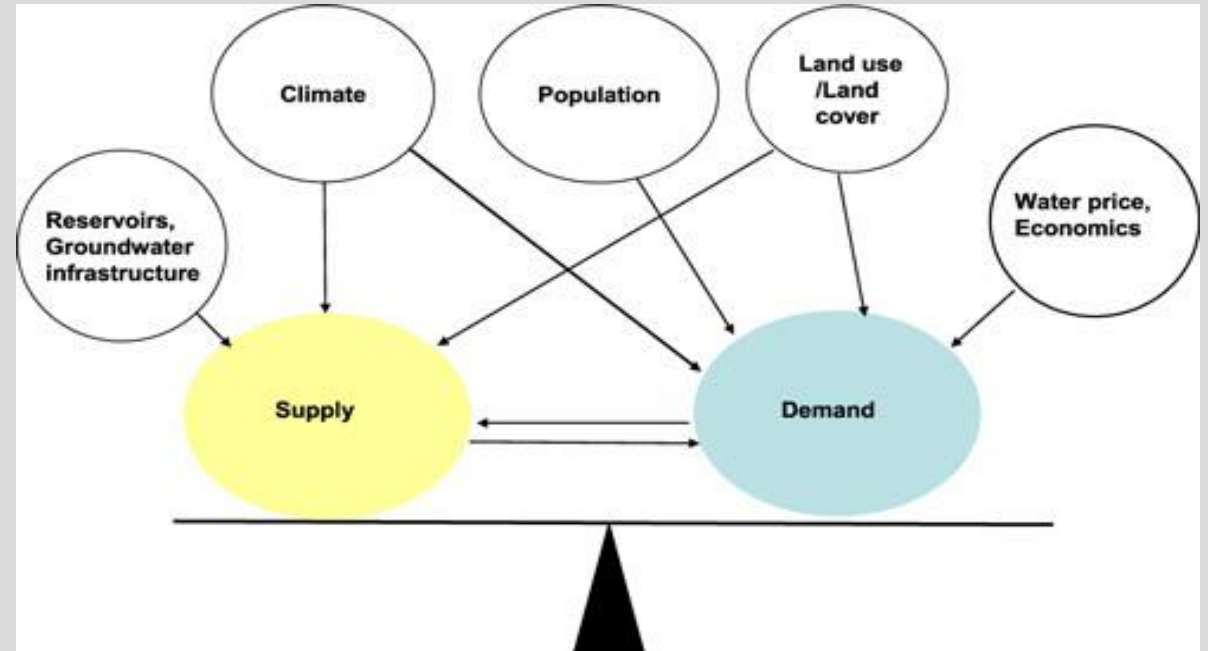 Climate
Population
Land use
/Land
cover
Reservoirs,
Groundwater
infrastructure
Water price,
Economics
Supply
Demand